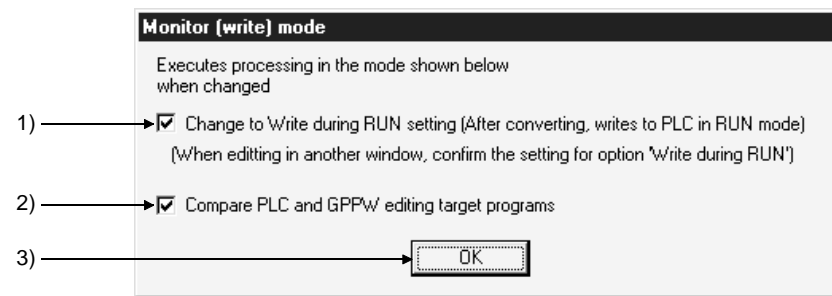 Monitor (write) mode
Executes processing in the mode shown below
when changed
1)
Change to Write during RUN setting (After converting, writes to PLC in RUN mode)
(When editting in another window, confirm the setting for option 'Write during RUN')
2)
Compare PLC and GPPW editing target programs
3)
OK